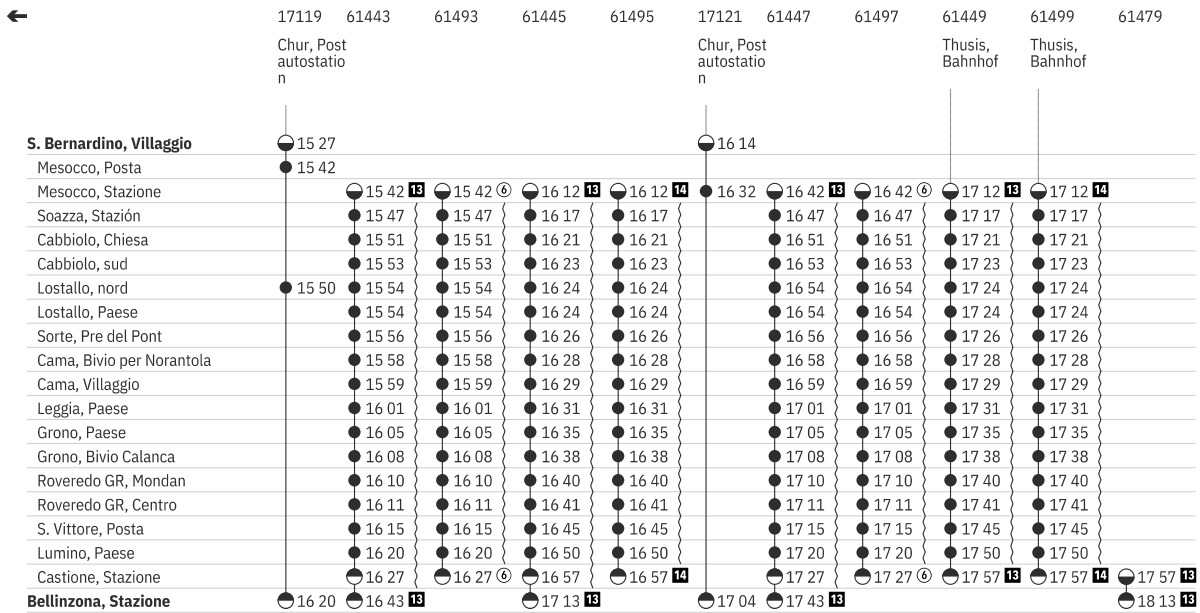 17119 61443 61493 61445 61495 17121 61447 61497 61449 61499 61479
Chur, Post Chur, Post Thusis, Thusis,
autostatio autostatio Bahnhof Bahnhof
n n
S. Bernardino, Villaggio 15 27 16 14
Mesocco, Posta 15 42
Mesocco, Stazione 15 42 13 15 42 6 16 12 13 16 12 14 16 32 16 42 13 16 42 6 17 12 13 17 12 14
Soazza, Stazión 15 47 15 47 16 17 16 17 16 47 16 47 17 17 17 17
Cabbiolo, Chiesa 15 51 15 51 16 21 16 21 16 51 16 51 17 21 17 21
Cabbiolo, sud 15 53 15 53 16 23 16 23 16 53 16 53 17 23 17 23
Lostallo, nord 15 50 15 54 15 54 16 24 16 24 16 54 16 54 17 24 17 24
Lostallo, Paese 15 54 15 54 16 24 16 24 16 54 16 54 17 24 17 24
Sorte, Pre del Pont 15 56 15 56 16 26 16 26 16 56 16 56 17 26 17 26
Cama, Bivio per Norantola 15 58 15 58 16 28 16 28 16 58 16 58 17 28 17 28
Cama, Villaggio 15 59 15 59 16 29 16 29 16 59 16 59 17 29 17 29
Leggia, Paese 16 01 16 01 16 31 16 31 17 01 17 01 17 31 17 31
Grono, Paese 16 05 16 05 16 35 16 35 17 05 17 05 17 35 17 35
Grono, Bivio Calanca 16 08 16 08 16 38 16 38 17 08 17 08 17 38 17 38
Roveredo GR, Mondan 16 10 16 10 16 40 16 40 17 10 17 10 17 40 17 40
Roveredo GR, Centro 16 11 16 11 16 41 16 41 17 11 17 11 17 41 17 41
S. Vittore, Posta 16 15 16 15 16 45 16 45 17 15 17 15 17 45 17 45
Lumino, Paese 16 20 16 20 16 50 16 50 17 20 17 20 17 50 17 50
Castione, Stazione 16 27 16 27 6 16 57 16 57 14 17 27 17 27 6 17 57 13 17 57 14 17 57 13
Bellinzona, Stazione 16 20 16 43 13 17 13 13 17 04 17 43 13 18 13 13